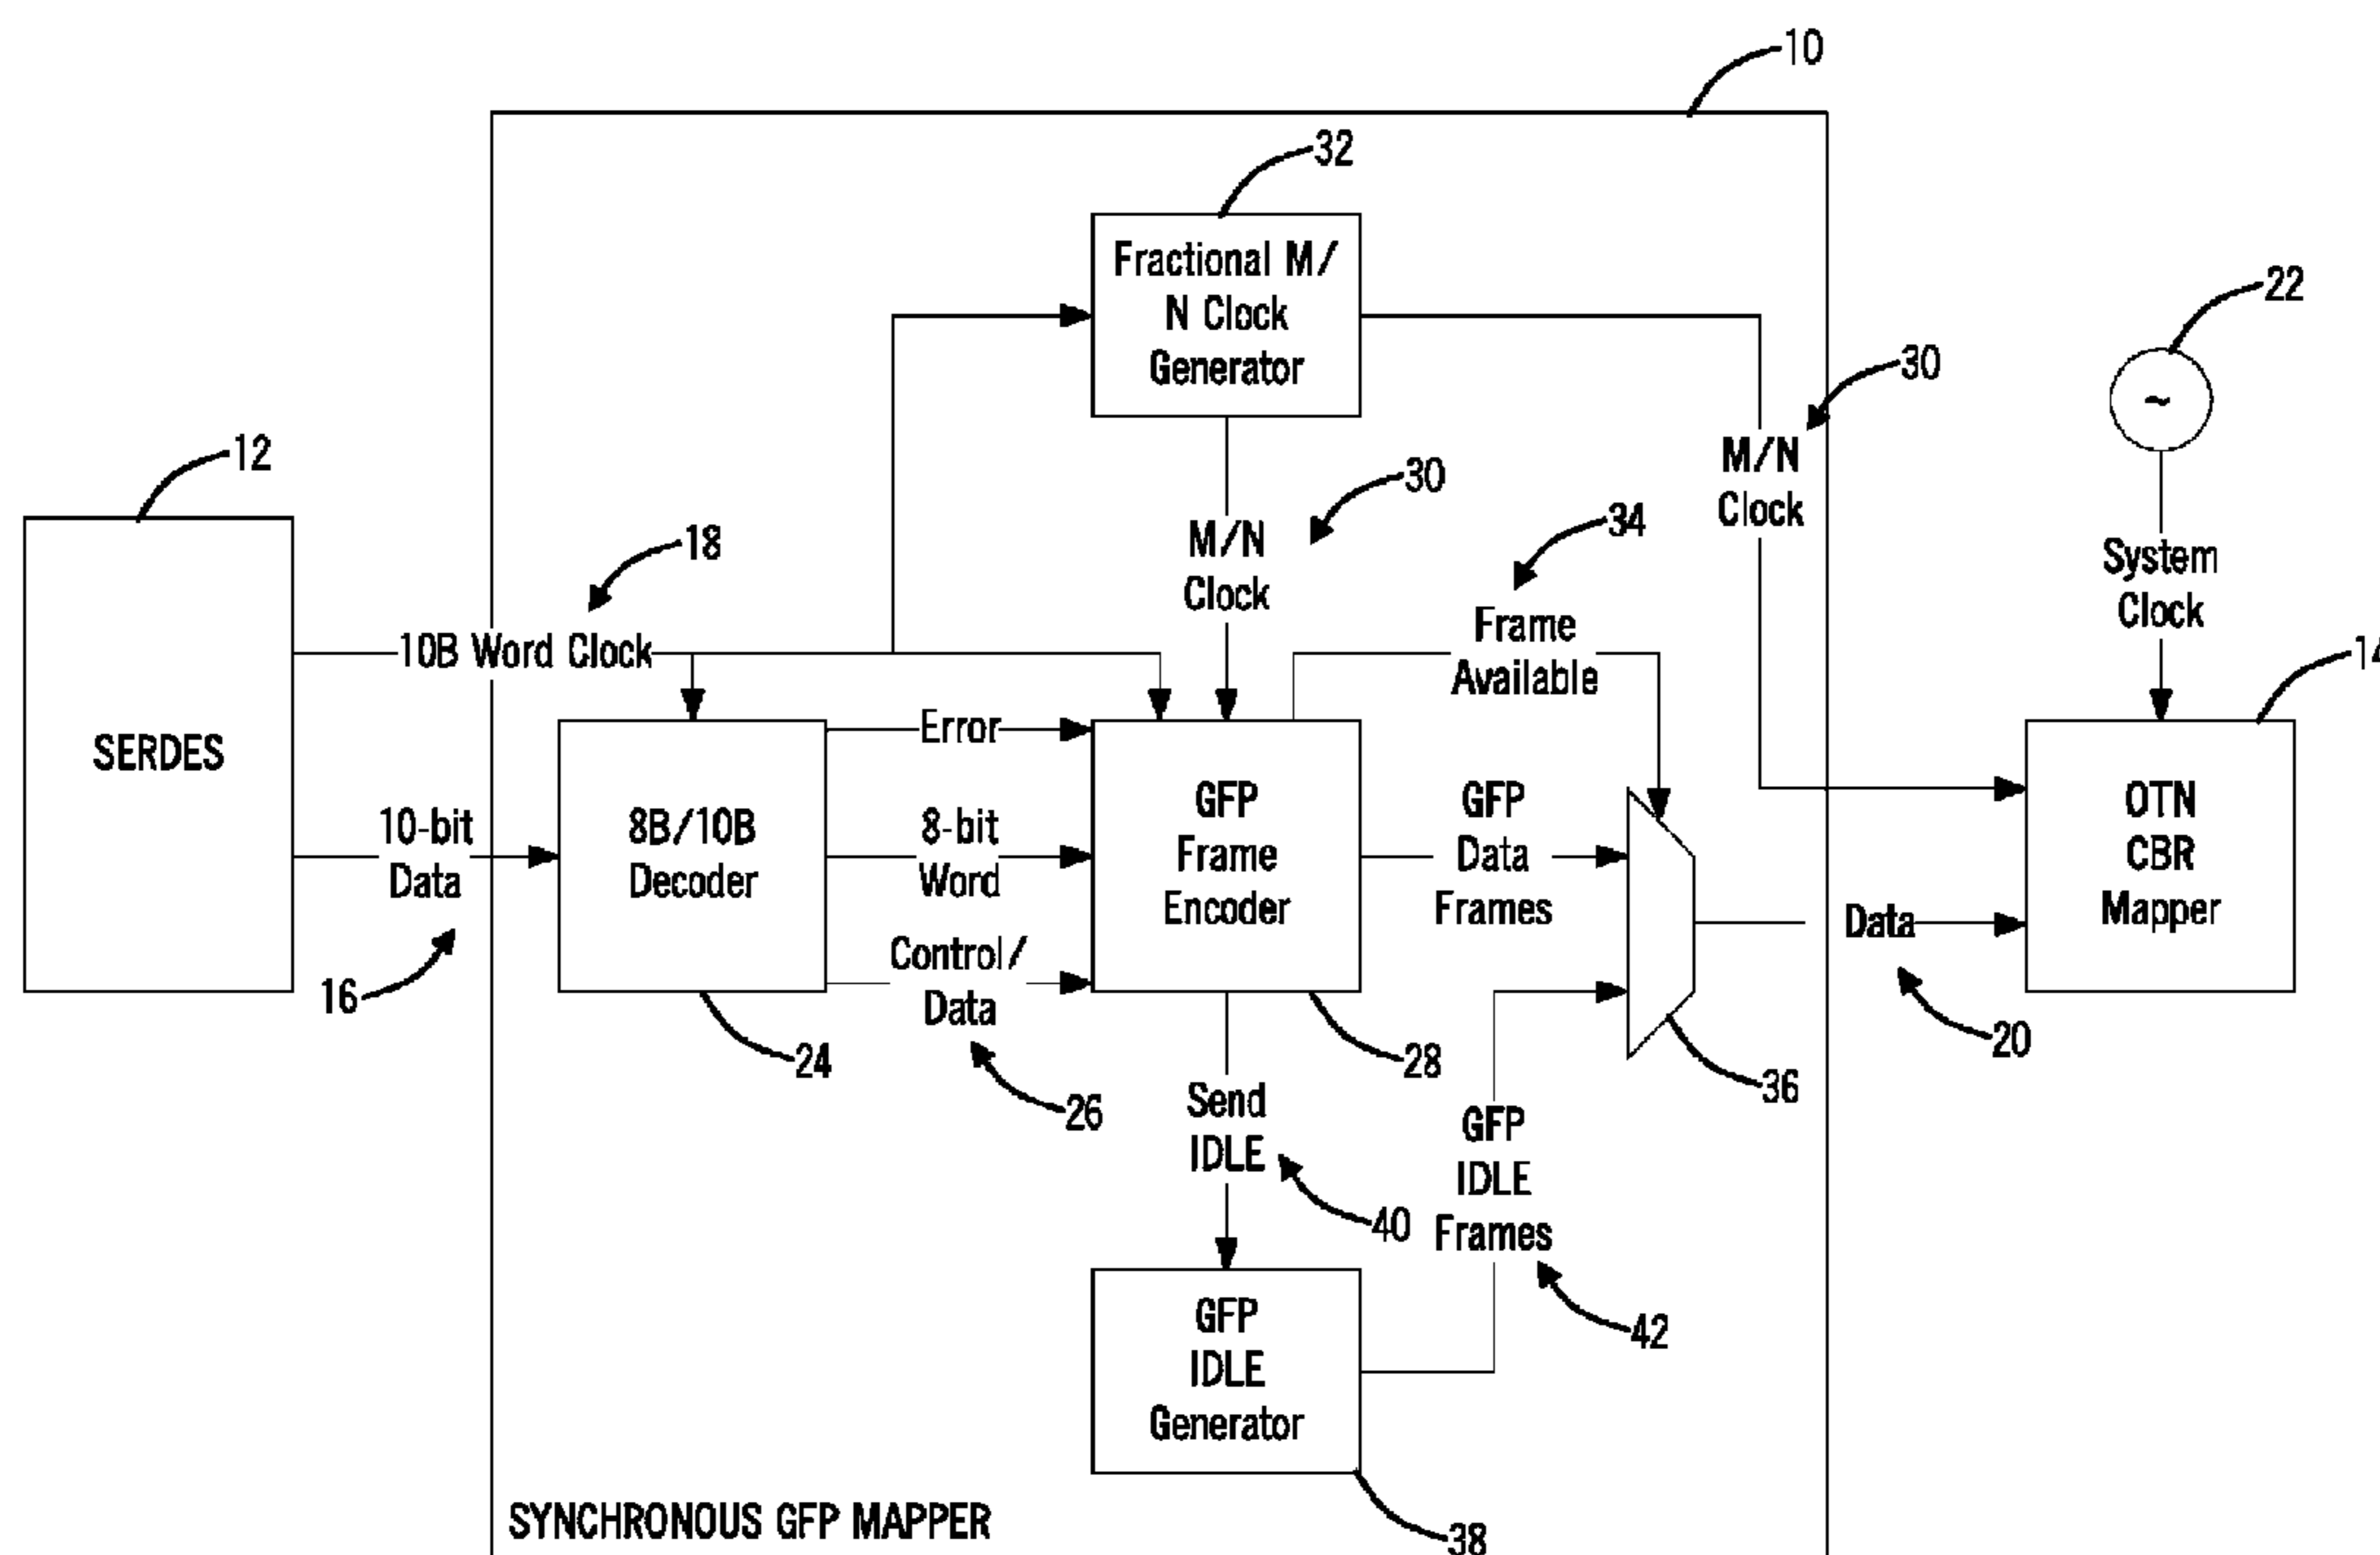 10
32
Fractional M/
N Clock
Generator
22
~
30
M/N
Clock
12
30
34
18
M/N
Clock
Frame
Available
System
Clock
14
10B Word Clock
Error
SERDES
10-bit
Data
8B/10B
Decoder
8-bit
Word
GFP
Frame
Encoder
GFP
Data
Frames
OTN
CBR
Mapper
Data
Control/
Data
16
24
26
28
20
36
Send
IDLE
40
GFP
IDLE
Frames
42
GFP
IDLE
Generator
SYNCHRONOUS GFP MAPPER
38